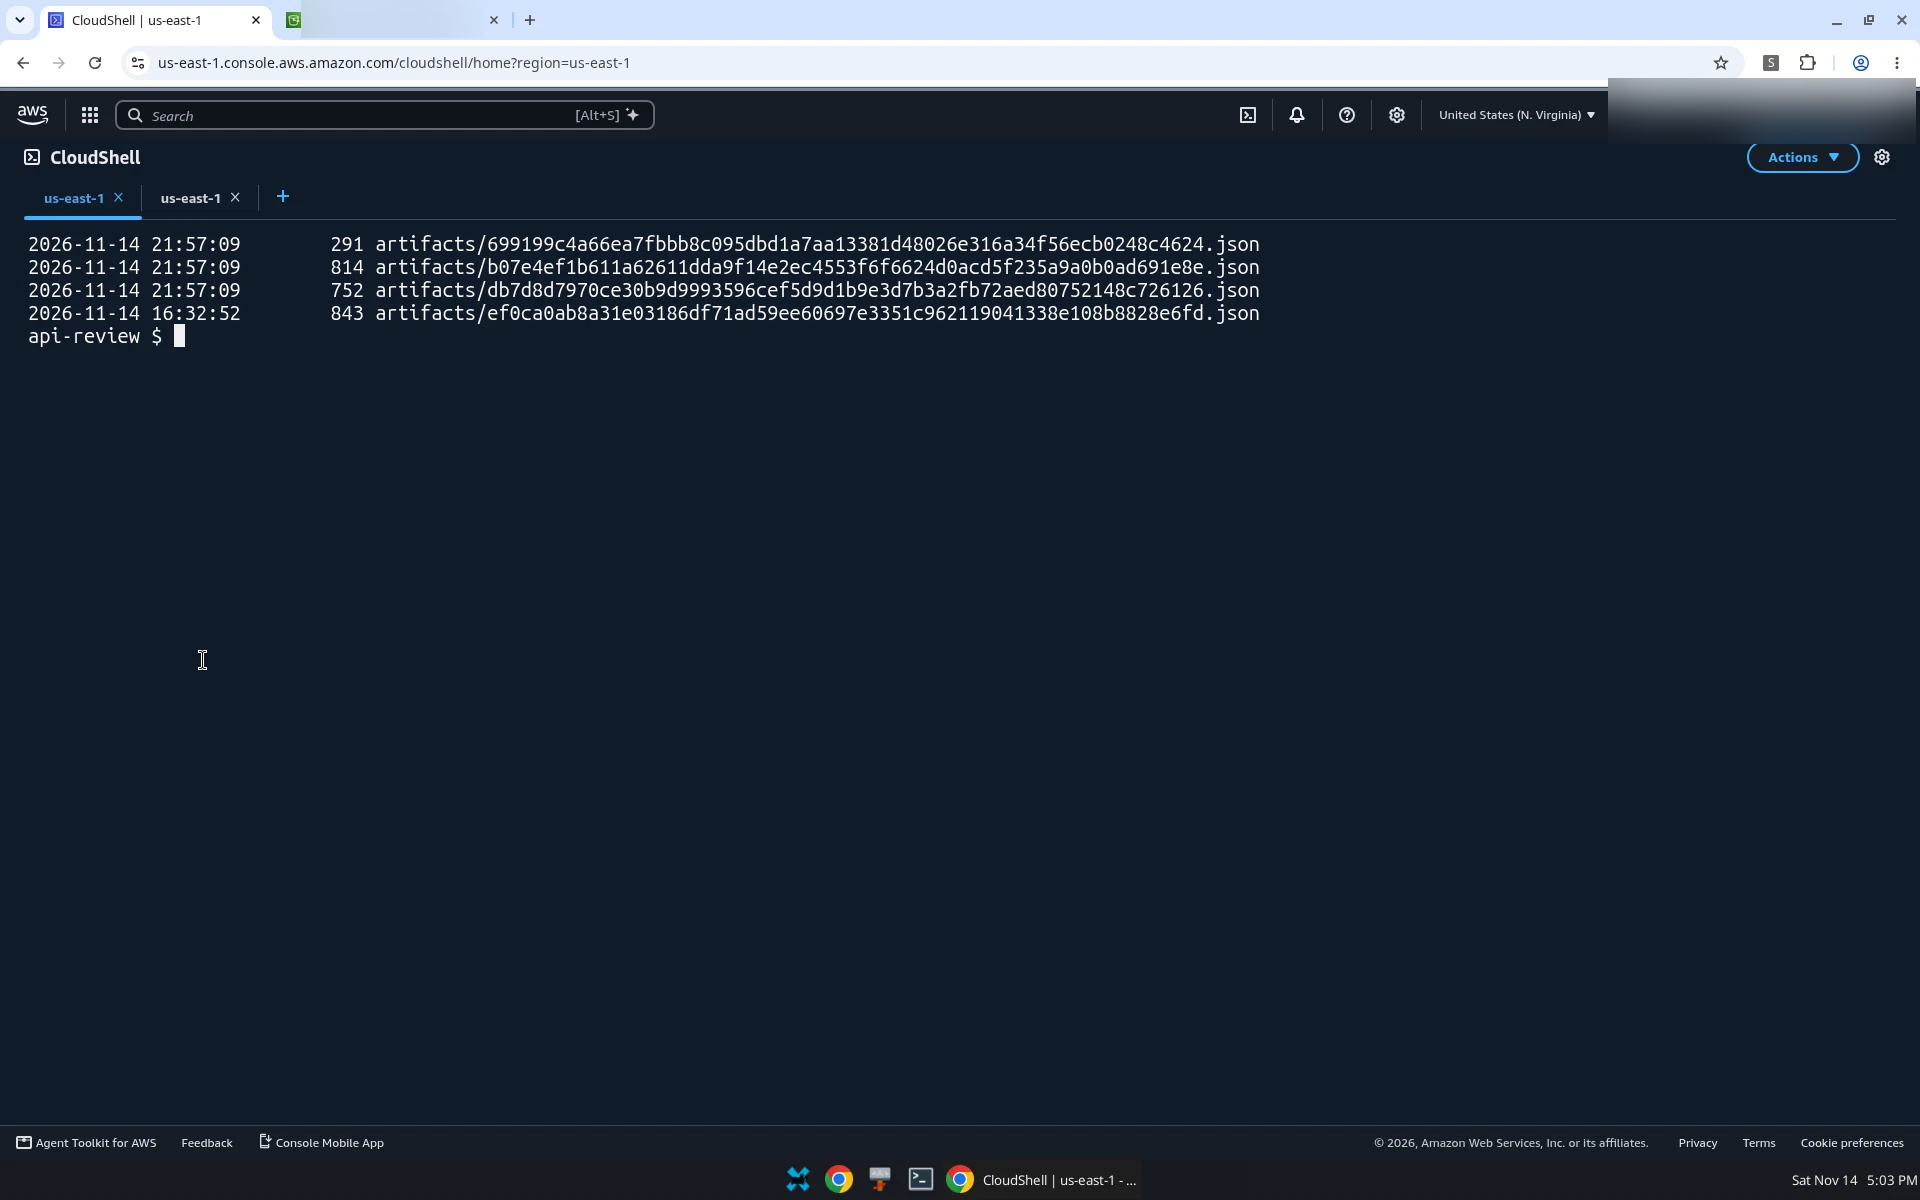 CloudShell | us-east-1
us-east-1.console.aws.amazon.com/cloudshell/home?region=us-east-1
S
aws
Search
[Alt+S]
United States (N. Virginia)
CloudShell
Actions
us-east-1
us-east-1
2026-11-14 21:57:09 291 artifacts/699199c4a66ea7fbbb8c095dbd1a7aa13381d48026e316a34f56ecb0248c4624.json
2026-11-14 21:57:09 814 artifacts/b07e4ef1b611a62611dda9f14e2ec4553f6f6624d0acd5f235a9a0b0ad691e8e.json
2026-11-14 21:57:09 752 artifacts/db7d8d7970ce30b9d9993596cef5d9d1b9e3d7b3a2fb72aed80752148c726126.json
2026-11-14 16:32:52 843 artifacts/ef0ca0ab8a31e03186df71ad59ee60697e3351c962119041338e108b8828e6fd.json
api-review $
Agent Toolkit for AWS Feedback Console Mobile App © 2026, Amazon Web Services, Inc. or its affiliates. Privacy Terms Cookie preferences
CloudShell | us-east-1 - ... Sat Nov 14 5:03 PM